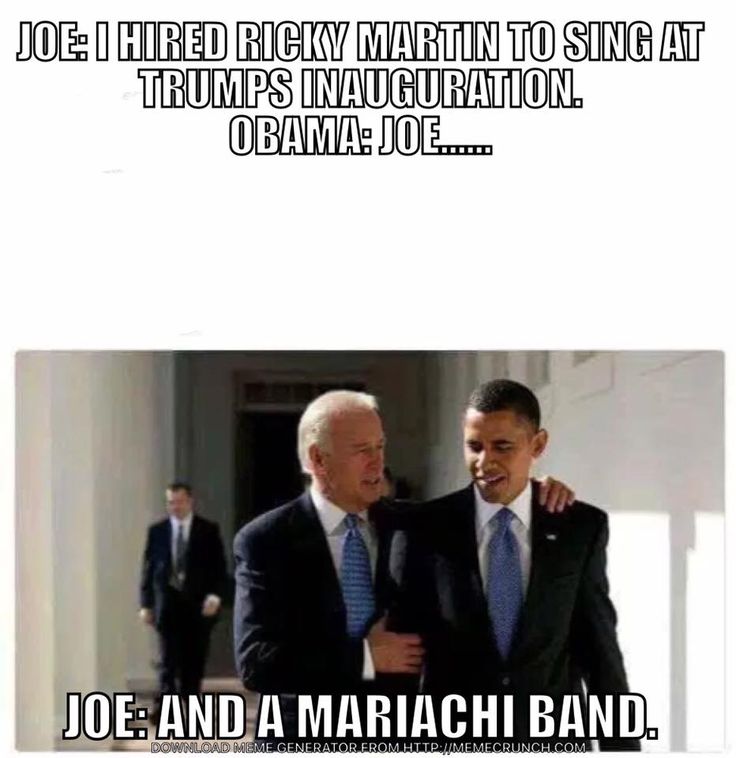 JOE: I HIRED RICKY MARTIN TO SING AT
TRUMPS INAUGURATION.
OBAMA: JOE......
JOE: AND A MARIACHI BAND.
DOWNLOAD MEME GENERATOR FROM HTTP://MEMECRUNCH.COM